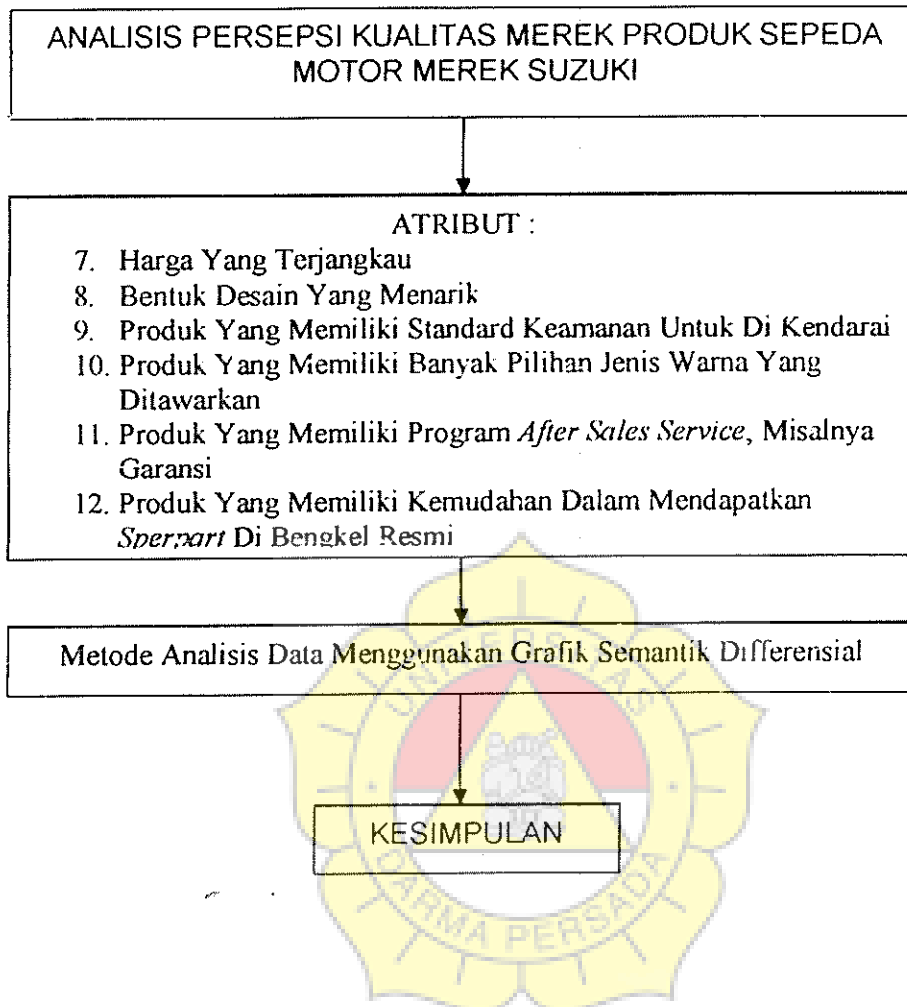 ANALISIS PERSEPSI KUALITAS MEREK PRODUK SEPEDA
MOTOR MEREK SUZUKI
ATRIBUT :
7. Harga Yang Terjangkau
8. Bentuk Desain Yang Menarik
9. Produk Yang Memiliki Standard Keamanan Untuk Di Kendarai
10. Produk Yang Memiliki Banyak Pilihan Jenis Warna Yang
Ditawarkan
11. Produk Yang Memiliki Program After Sales Service, Misalnya
Garansi
12. Produk Yang Memiliki Kemudahan Dalam Mendapatkan
Sperpart Di Bengkel Resmi
Metode Analisis Data Menggunakan Grafik Semantik Differensial
UNIVERSITAS
KESIMPULAN
DARMA PERSADA